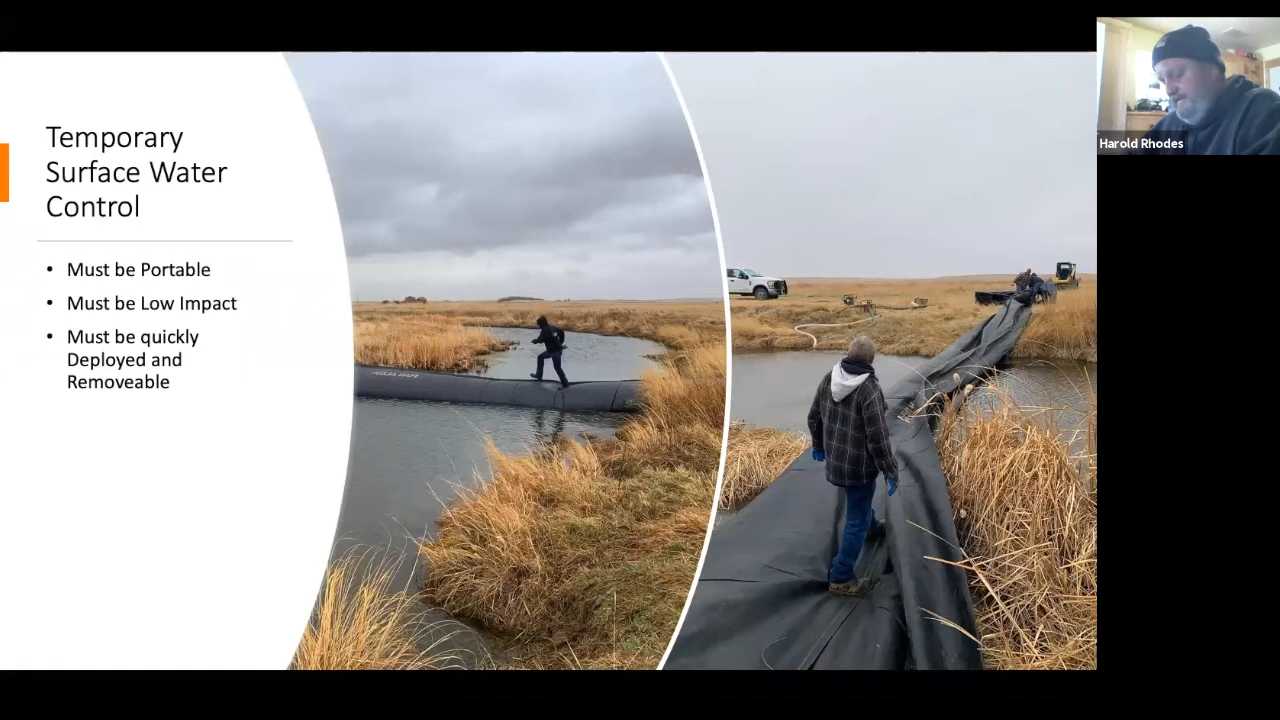 Temporary
Surface Water
Control
• Must be Portable
• Must be Low Impact
• Must be quickly
Deployed and
Removeable
Harold Rhodes